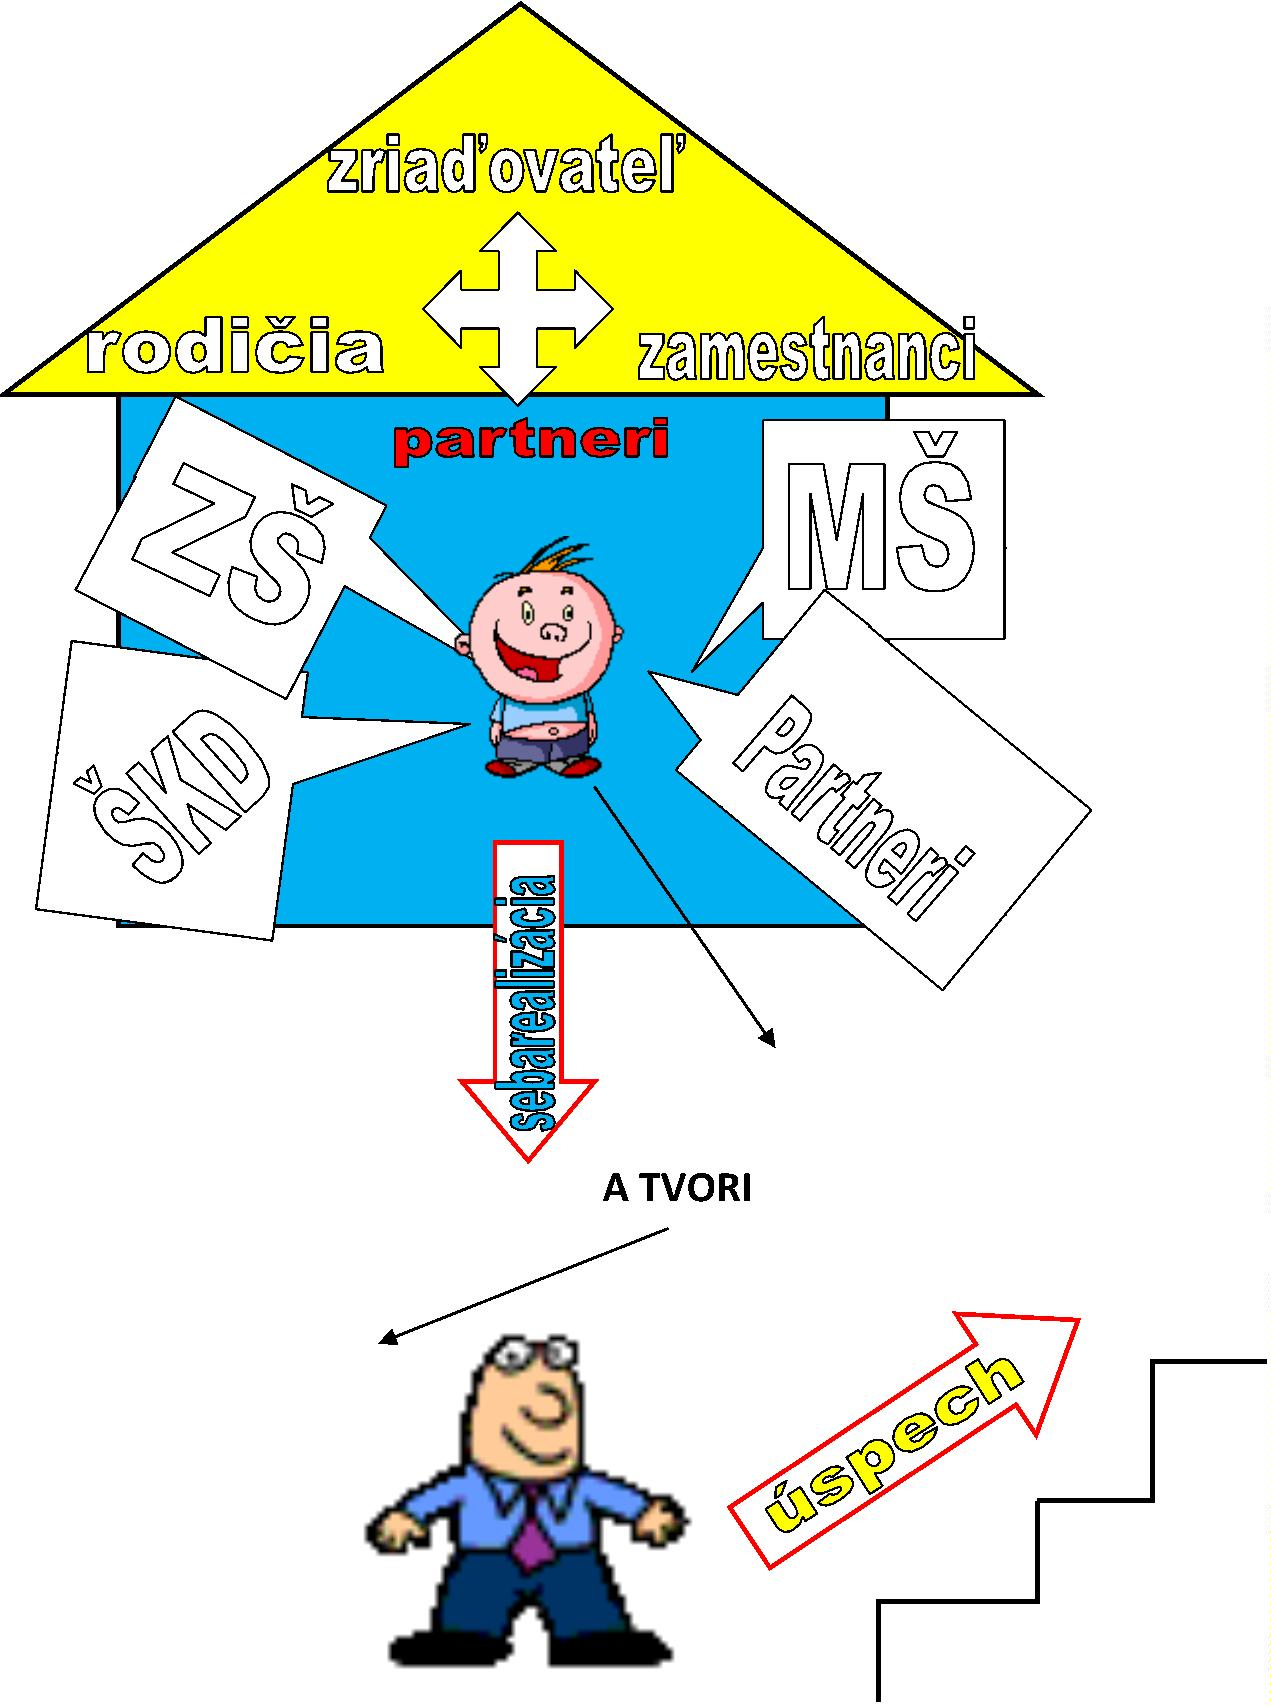 zriaďovateľ
rodičia
zamestnanci
partneri
ZŠ
MŠ
ŠKD
Partneri
sebarealizácia
A TVORI
úspech